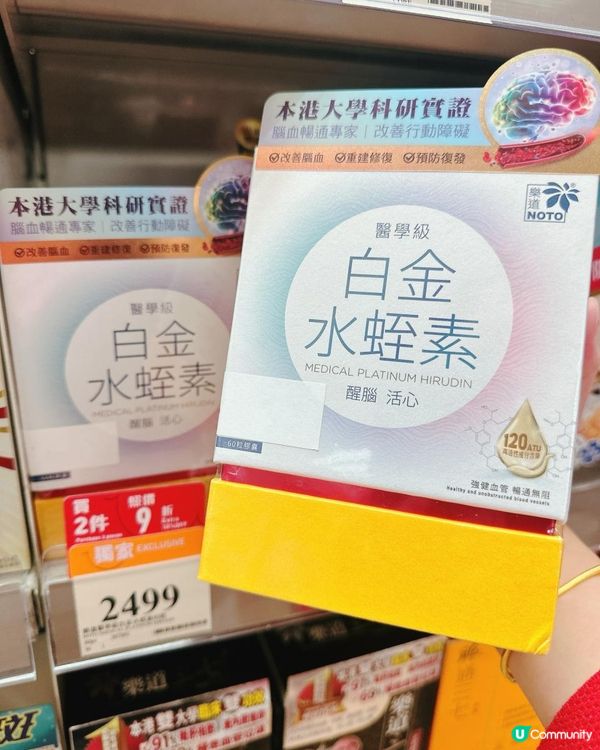 本港大學科研實證
腦血暢通專家｜改善行動障礙
改善腦血 重建修復 預防復發
樂道
NOTO
醫學級
白金
水蛭素
MEDICAL PLATINUM HIRUDIN
醒腦 活心
60粒膠囊
120ATU
強健血管 暢通無阻
Healthy and unobstructed blood vessels
本港大學科研實證
腦血暢通專家｜改善行動障礙
改善腦血 重建修復 預防復發
醫學級
白金
水蛭素
MEDICAL PLATINUM HIRUDIN
醒腦 活心
買
2件
折
9
獨家 EXCLUSIVE
2499
樂道
樂道
U Community